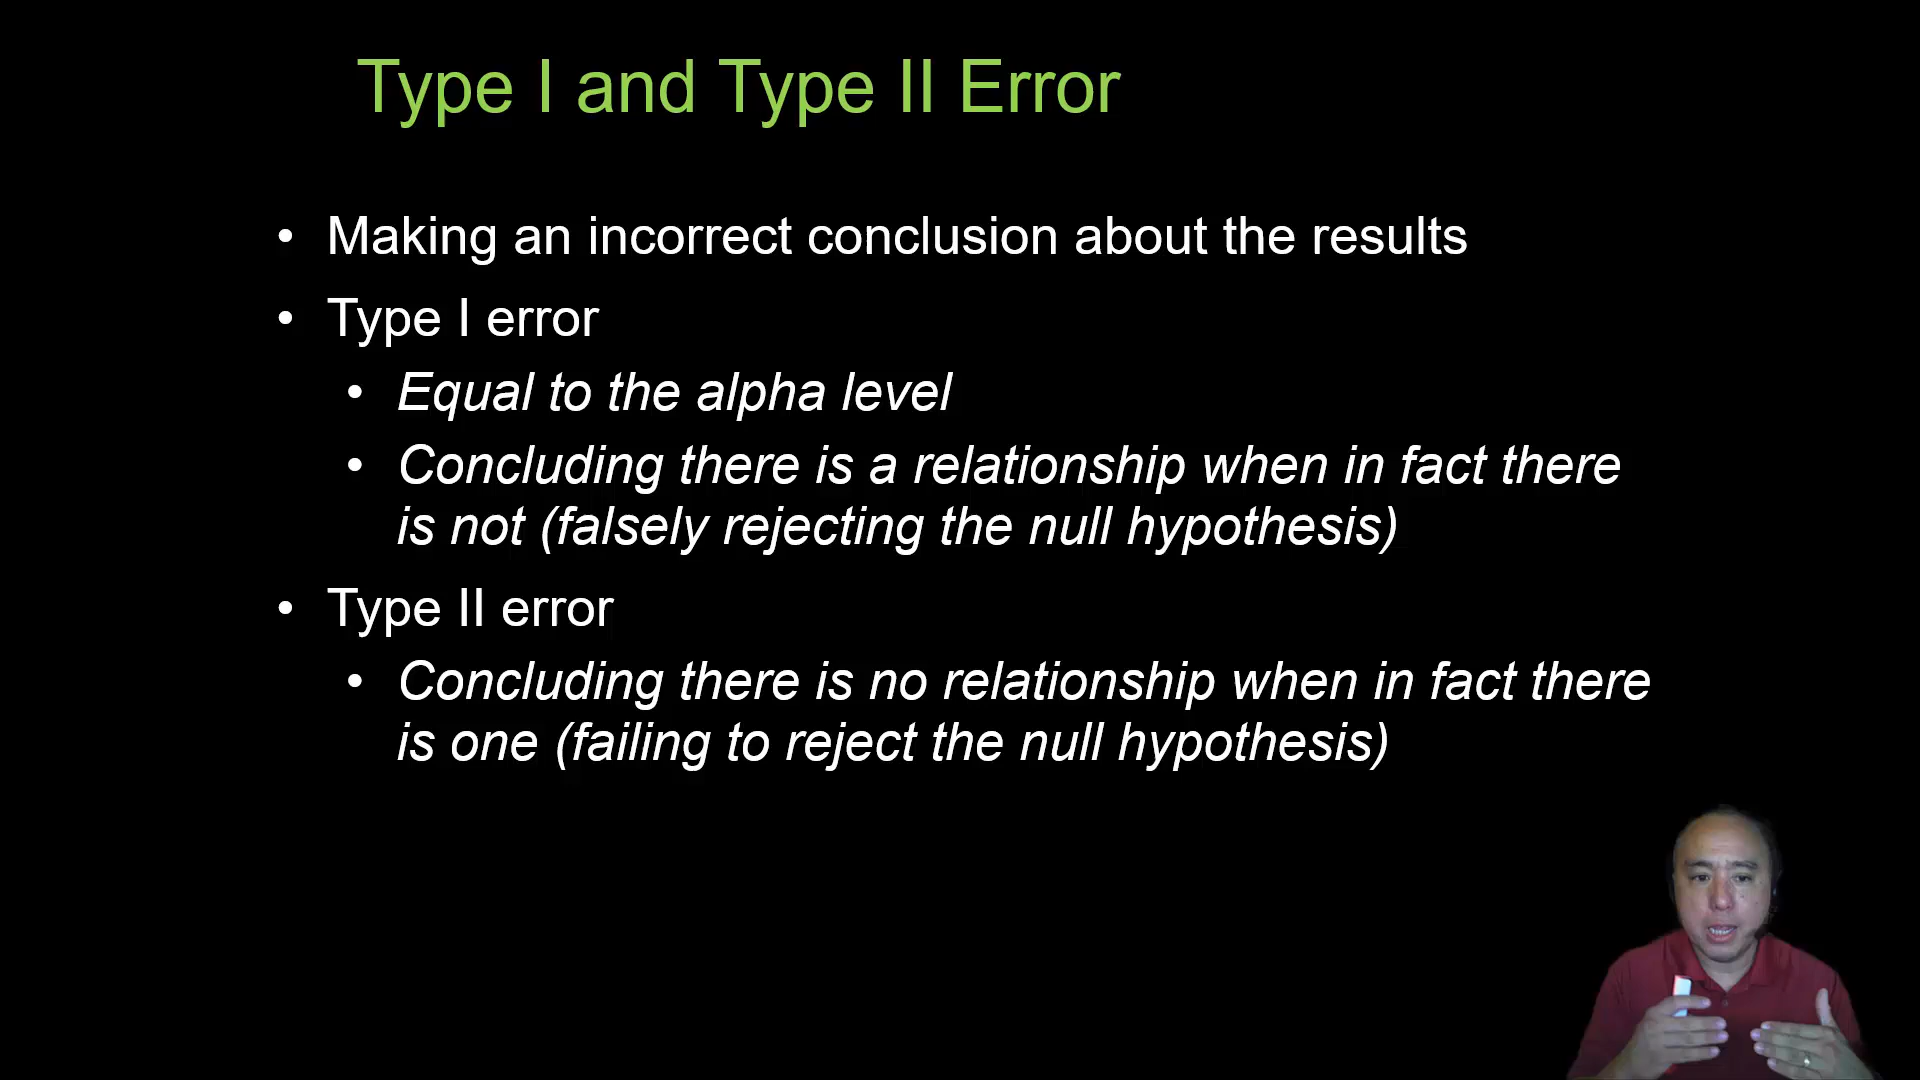 Type I and Type II Error
• Making an incorrect conclusion about the results
• Type I error
• Equal to the alpha level
• Concluding there is a relationship when in fact there
is not (falsely rejecting the null hypothesis)
• Type II error
• Concluding there is no relationship when in fact there
is one (failing to reject the null hypothesis)